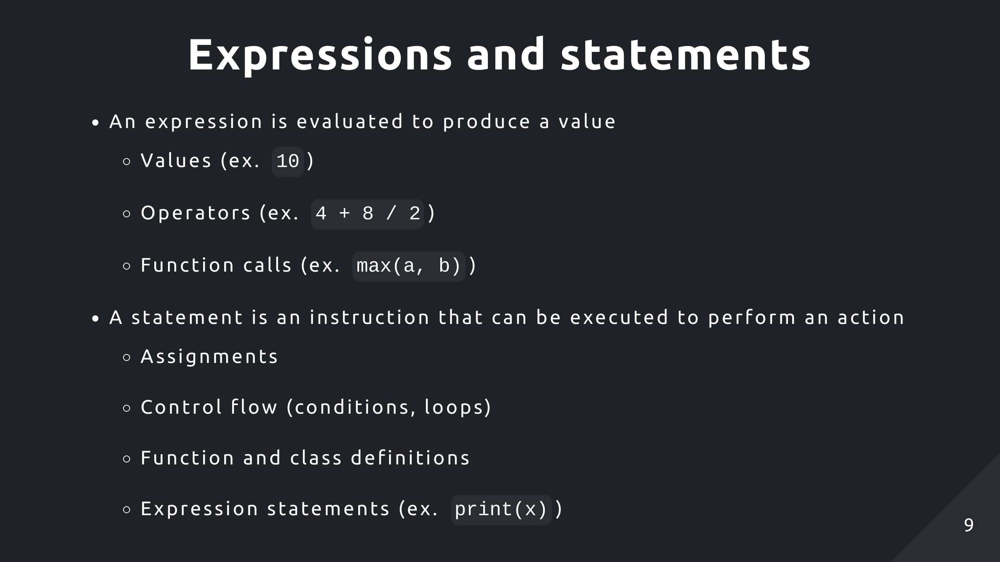 Expressions and statements
• An expression is evaluated to produce a value
◦ Values (ex. 10)
◦ Operators (ex. 4 + 8 / 2)
◦ Function calls (ex. max(a, b))
• A statement is an instruction that can be executed to perform an action
◦ Assignments
◦ Control flow (conditions, loops)
◦ Function and class definitions
◦ Expression statements (ex. print(x))
9